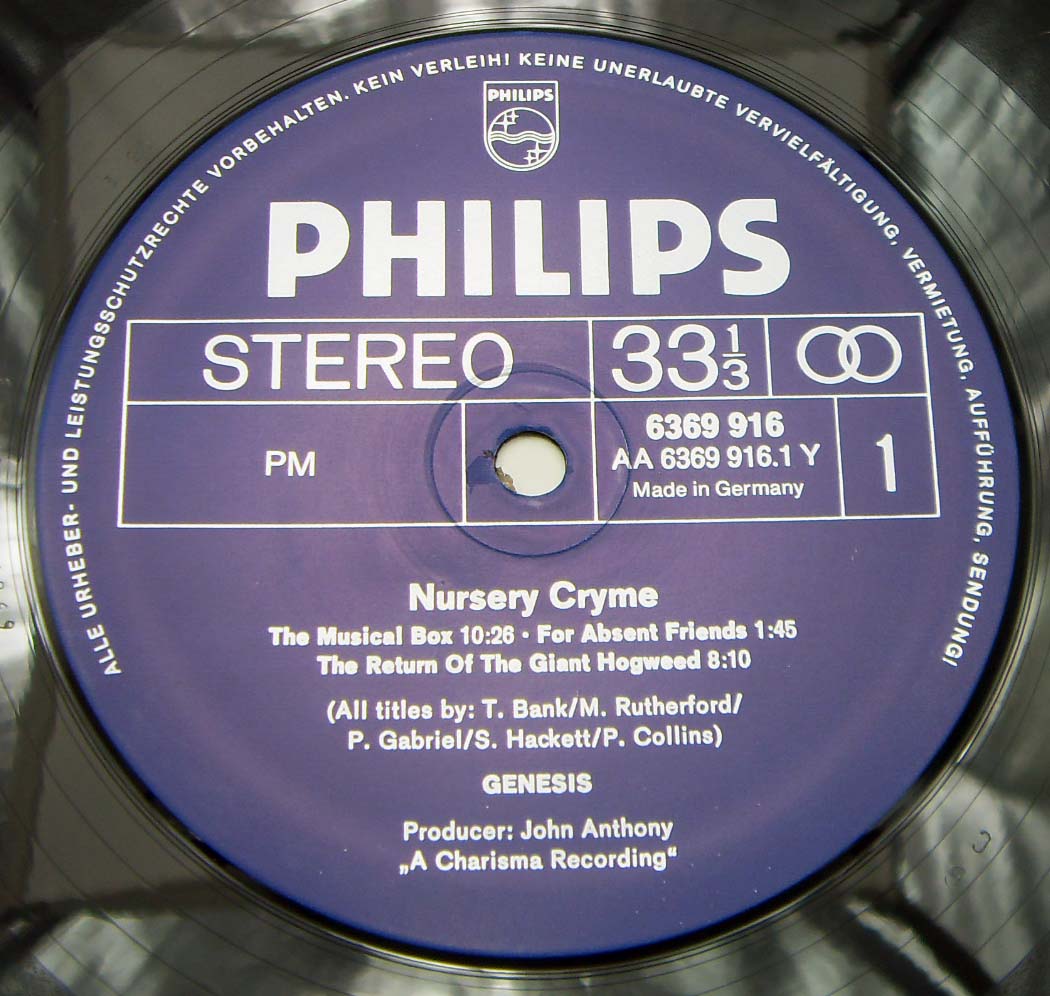 ALLE URHEBER- UND LEISTUNGSSCHUTZRECHTE VORBEHALTEN. KEIN VERLEIH! KEINE UNERLAUBTE VERVIELFÄLTIGUNG, VERMIETUNG, AUFFÜHRUNG, SENDUNG!
PHILIPS
PHILIPS
STEREO 33 1/3
PM
6369 916
AA 6369 916.1 Y
Made in Germany
1
Nursery Cryme
The Musical Box 10:26 • For Absent Friends 1:45
The Return Of The Giant Hogweed 8:10
(All titles by: T. Bank/M. Rutherford/
P. Gabriel/S. Hackett/P. Collins)
GENESIS
Producer: John Anthony
„A Charisma Recording“